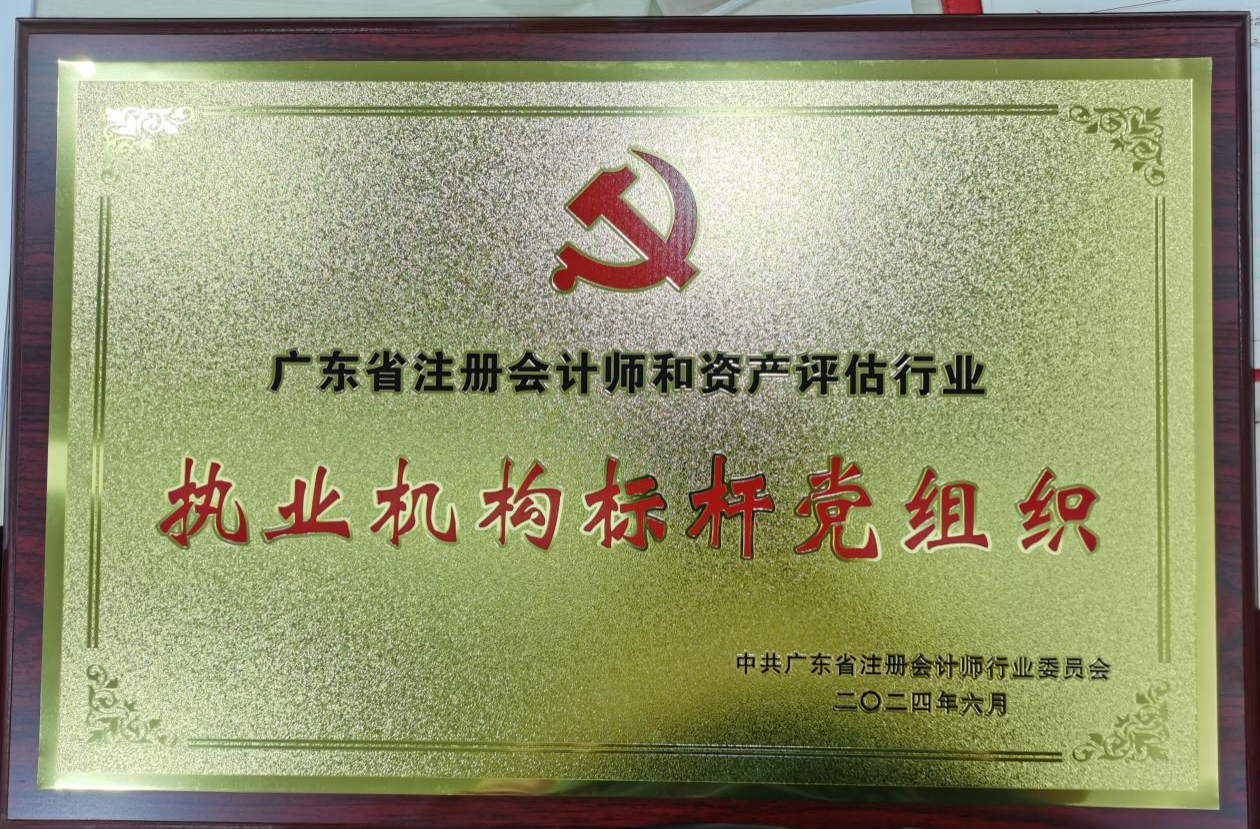 广东省注册会计师和资产评估行业
执业机构标杆党组织
中共广东省注册会计师行业委员会
二〇二四年六月